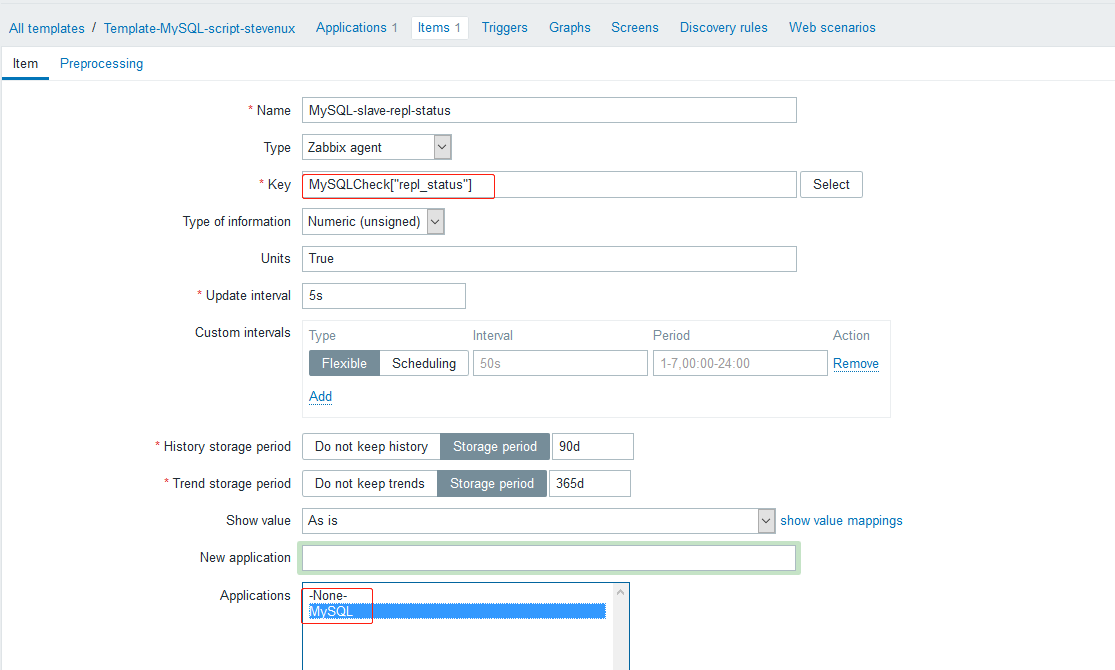 All templates / Template-MySQL-script-stevenux Applications 1 Items 1 Triggers Graphs Screens Discovery rules Web scenarios
Item Preprocessing
* Name MySQL-slave-repl-status
Type Zabbix agent
* Key MySQLCheck["repl_status"] Select
Type of information Numeric (unsigned)
Units True
* Update interval 5s
Custom intervals Type Interval Period Action
Flexible Scheduling 50s 1-7,00:00-24:00 Remove
Add
* History storage period Do not keep history Storage period 90d
* Trend storage period Do not keep trends Storage period 365d
Show value As is show value mappings
New application
Applications -None-
MySQL